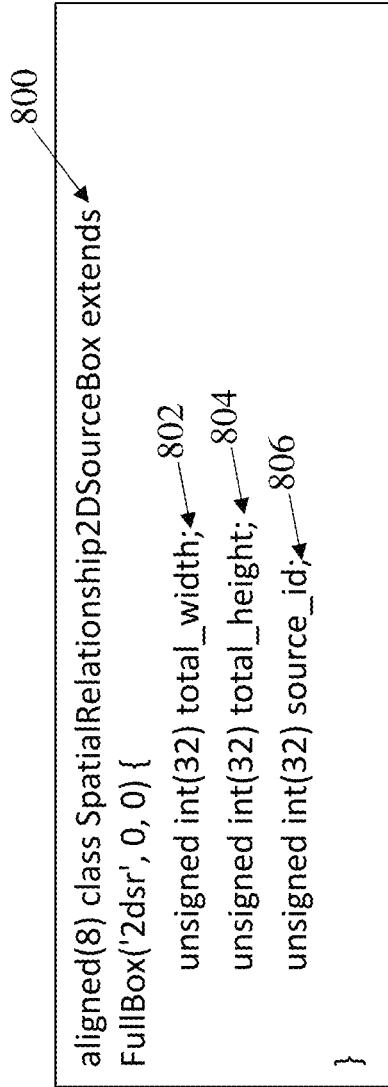 800
aligned(8) class SpatialRelationship2DSourceBox extends
FullBox('2dsr', 0, 0) {
unsigned int(32) total_width;
802
unsigned int(32) total_height;
804
unsigned int(32) source_id;
806
}